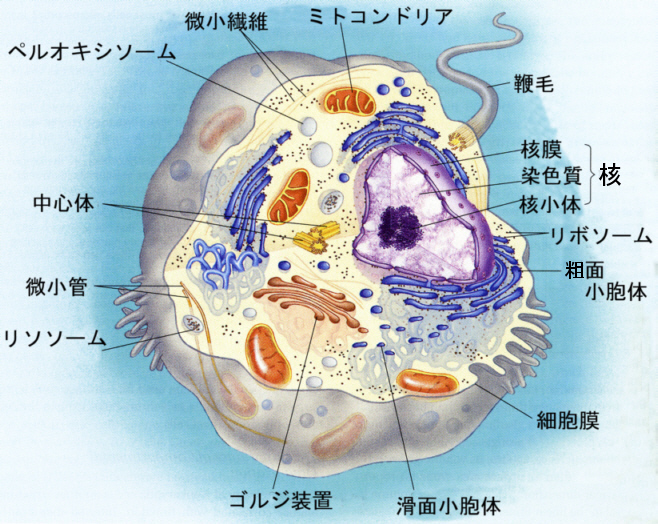 微小繊維
ミトコンドリア
ペルオキシソーム
鞭毛
核膜
染色質
核小体
核
中心体
リボソーム
粗面
小胞体
微小管
リソソーム
細胞膜
ゴルジ装置
滑面小胞体